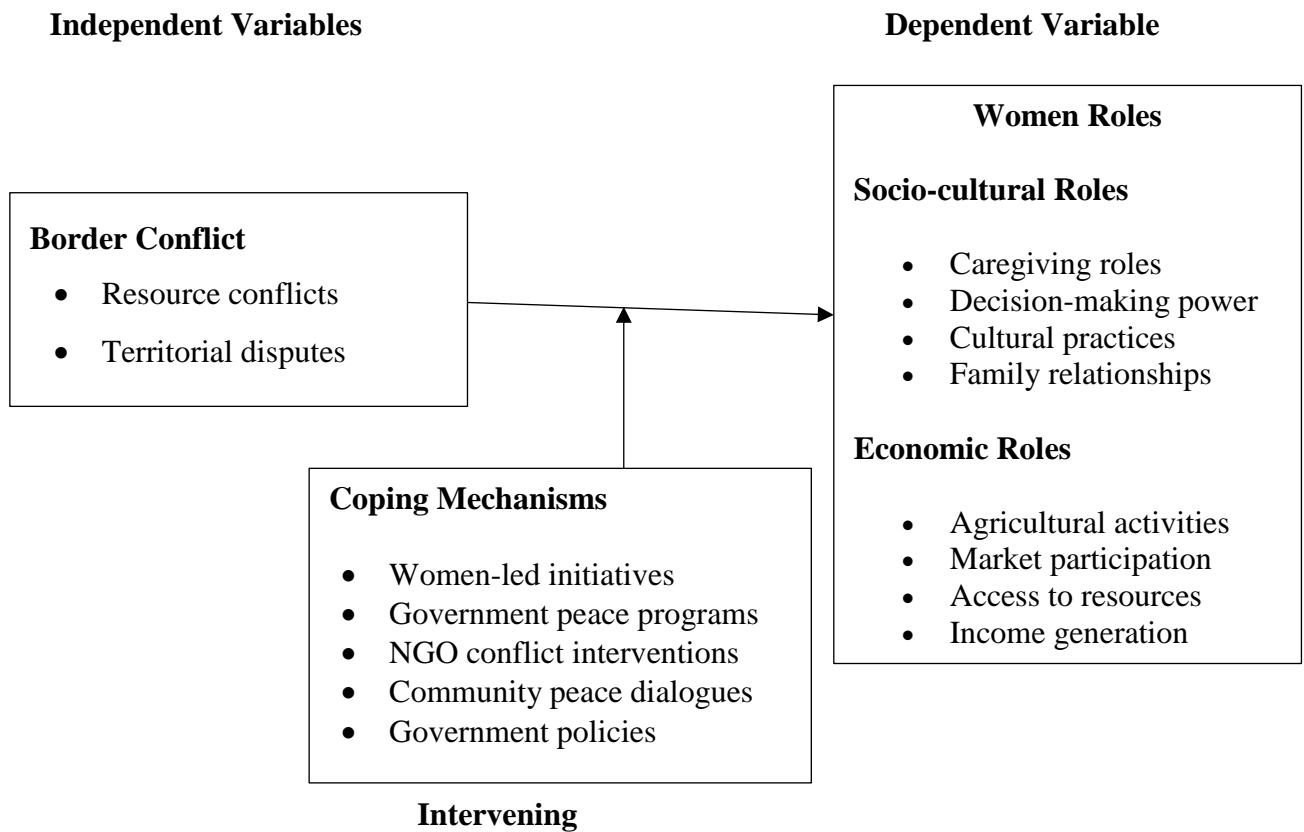 Independent Variables
Dependent Variable
Border Conflict
• Resource conflicts
• Territorial disputes
Coping Mechanisms
• Women-led initiatives
• Government peace programs
• NGO conflict interventions
• Community peace dialogues
• Government policies
Intervening
Women Roles
Socio-cultural Roles
• Caregiving roles
• Decision-making power
• Cultural practices
• Family relationships
Economic Roles
• Agricultural activities
• Market participation
• Access to resources
• Income generation